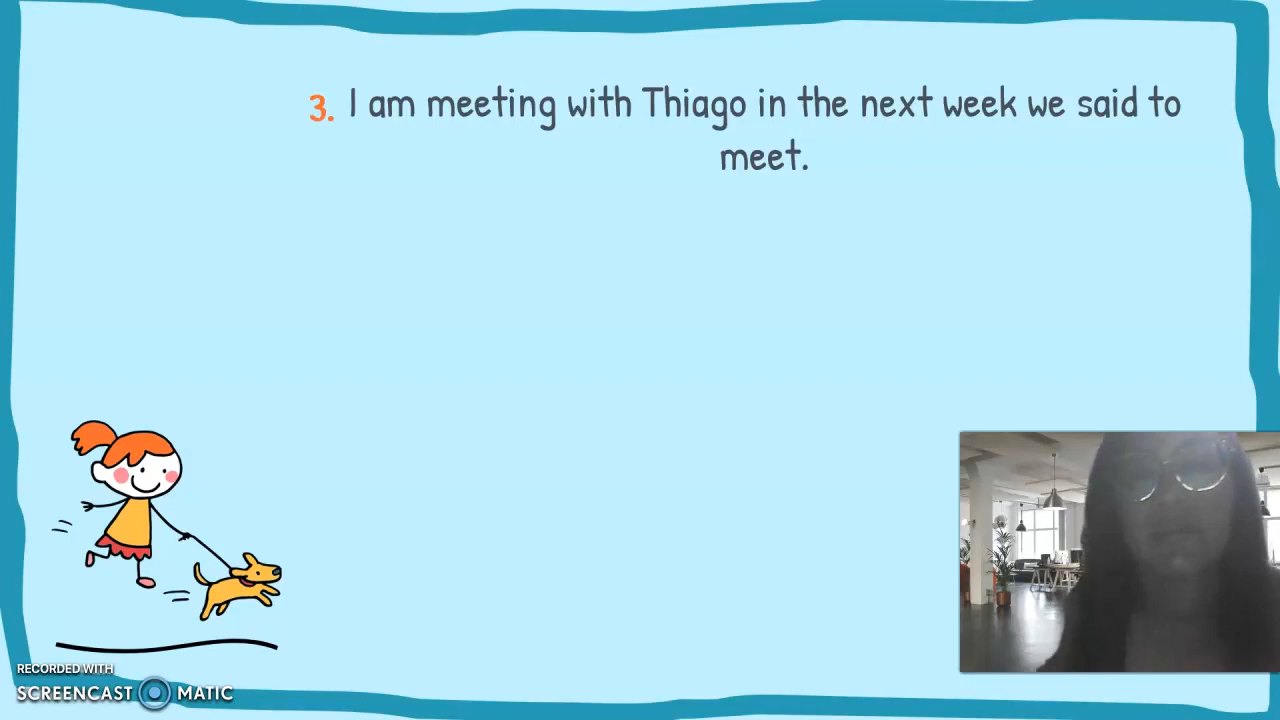 3. I am meeting with Thiago in the next week we said to
meet.
RECORDED WITH
SCREENCAST MATIC